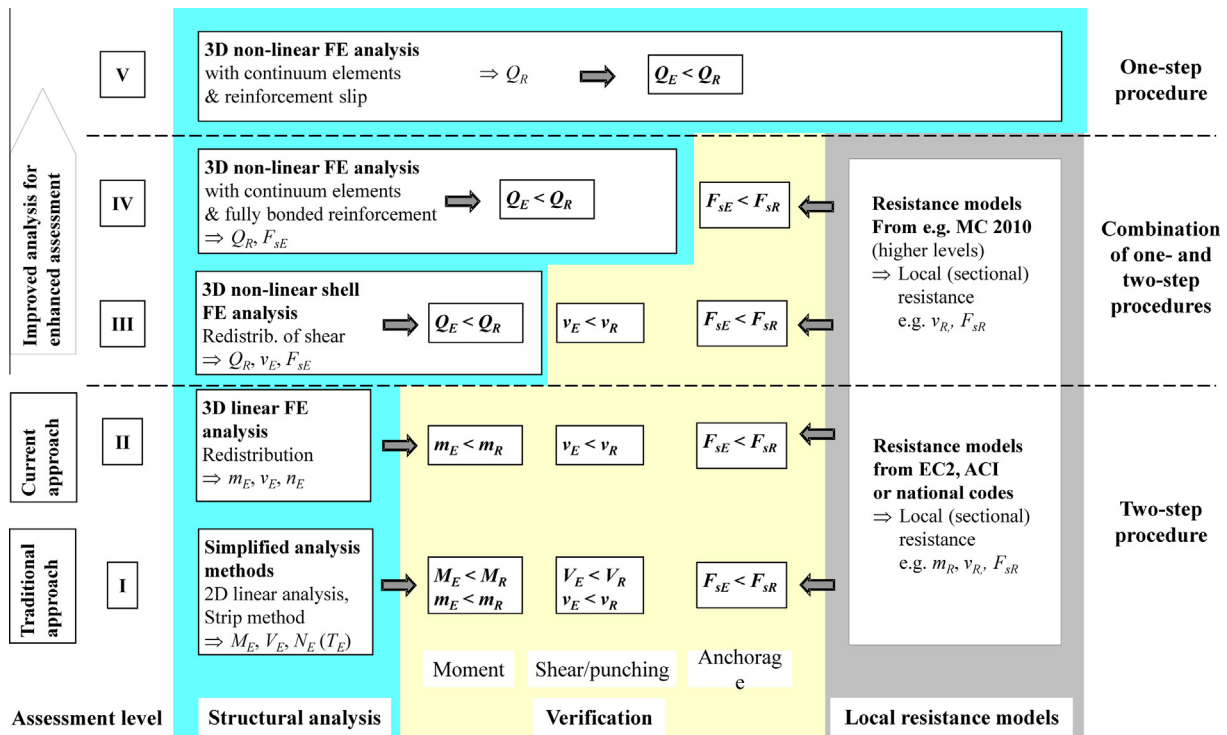 V
3D non-linear FE analysis
with continuum elements
& reinforcement slip
⇒ Q_R
Q_E < Q_R
One-step
procedure
Improved analysis for
enhanced assessment
IV
3D non-linear FE analysis
with continuum elements
& fully bonded reinforcement
⇒ Q_R, F_sE
Q_E < Q_R
F_sE < F_sR
Resistance models
From e.g. MC 2010
(higher levels)
⇒ Local (sectional)
resistance
e.g. v_R,, F_sR
Combination
of one- and
two-step
procedures
III
3D non-linear shell
FE analysis
Redistrib. of shear
⇒ Q_R, v_E, F_sE
Q_E < Q_R
v_E < v_R
F_sE < F_sR
Current
approach
II
3D linear FE
analysis
Redistribution
⇒ m_E, v_E, n_E
m_E < m_R
v_E < v_R
F_sE < F_sR
Resistance models
from EC2, ACI
or national codes
⇒ Local (sectional)
resistance
e.g. m_R, v_R,, F_sR
Two-step
procedure
Traditional
approach
I
Simplified analysis
methods
2D linear analysis,
Strip method
⇒ M_E, V_E, N_E (T_E)
M_E < M_R
m_E < m_R
V_E < V_R
v_E < v_R
F_sE < F_sR
Moment
Shear/punching
Anchorag
e
Assessment level
Structural analysis
Verification
Local resistance models